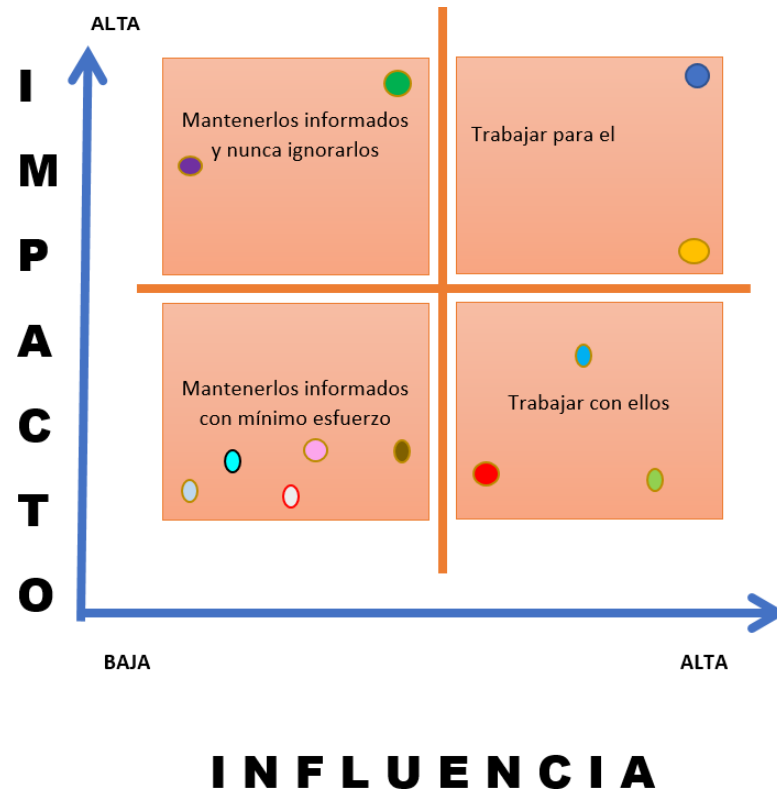 ALTA
IMPACTO
Mantenerlos informados
y nunca ignorarlos
Trabajar para el
Mantenerlos informados
con mínimo esfuerzo
Trabajar con ellos
BAJA
ALTA
INFLUENCIA